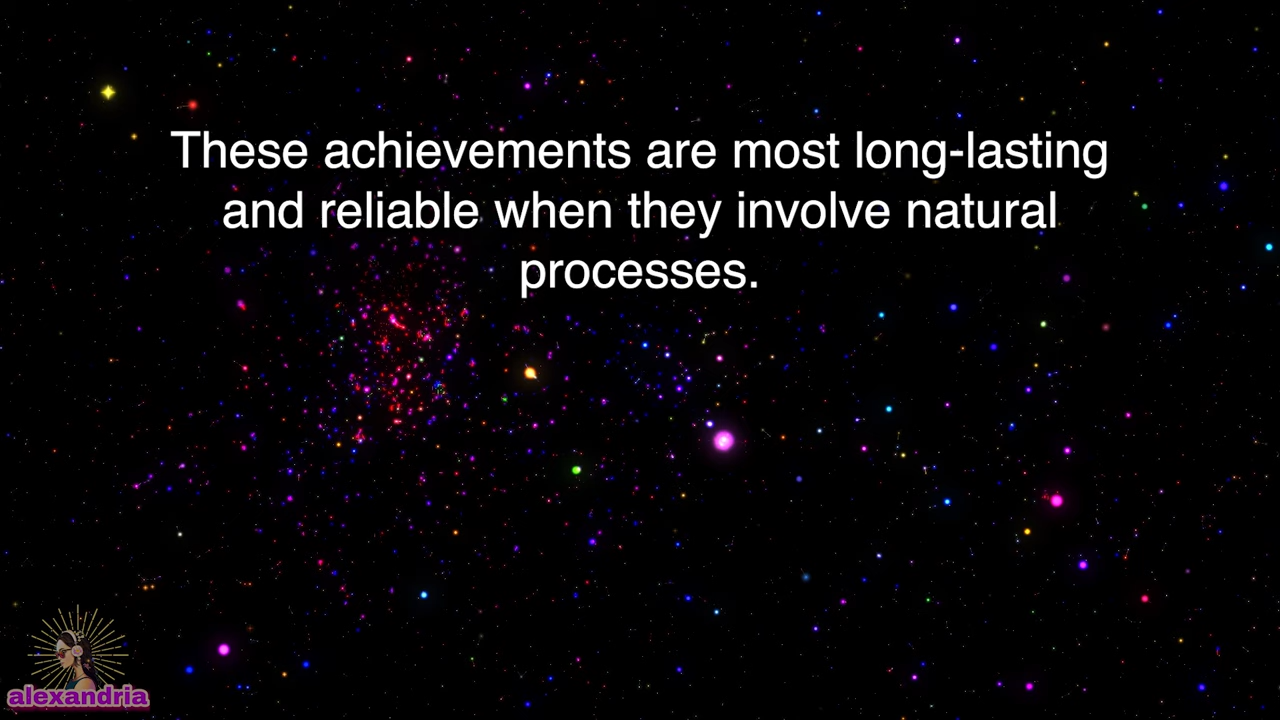 These achievements are most long-lasting
and reliable when they involve natural
processes.
alexandria